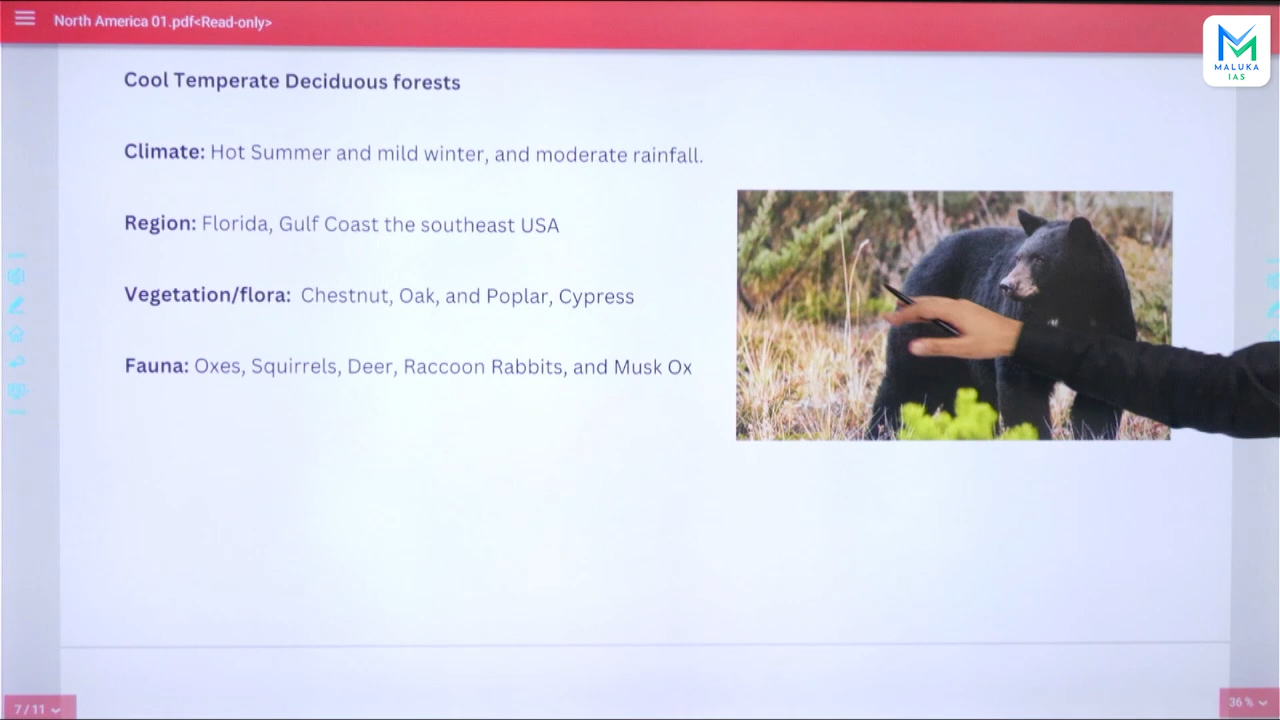 North America 01.pdf<Read-only>
MALUKA
IAS
Cool Temperate Deciduous forests
Climate: Hot Summer and mild winter, and moderate rainfall.
Region: Florida, Gulf Coast the southeast USA
Vegetation/flora: Chestnut, Oak, and Poplar, Cypress
Fauna: Oxes, Squirrels, Deer, Raccoon Rabbits, and Musk Ox
7 / 11
36 %